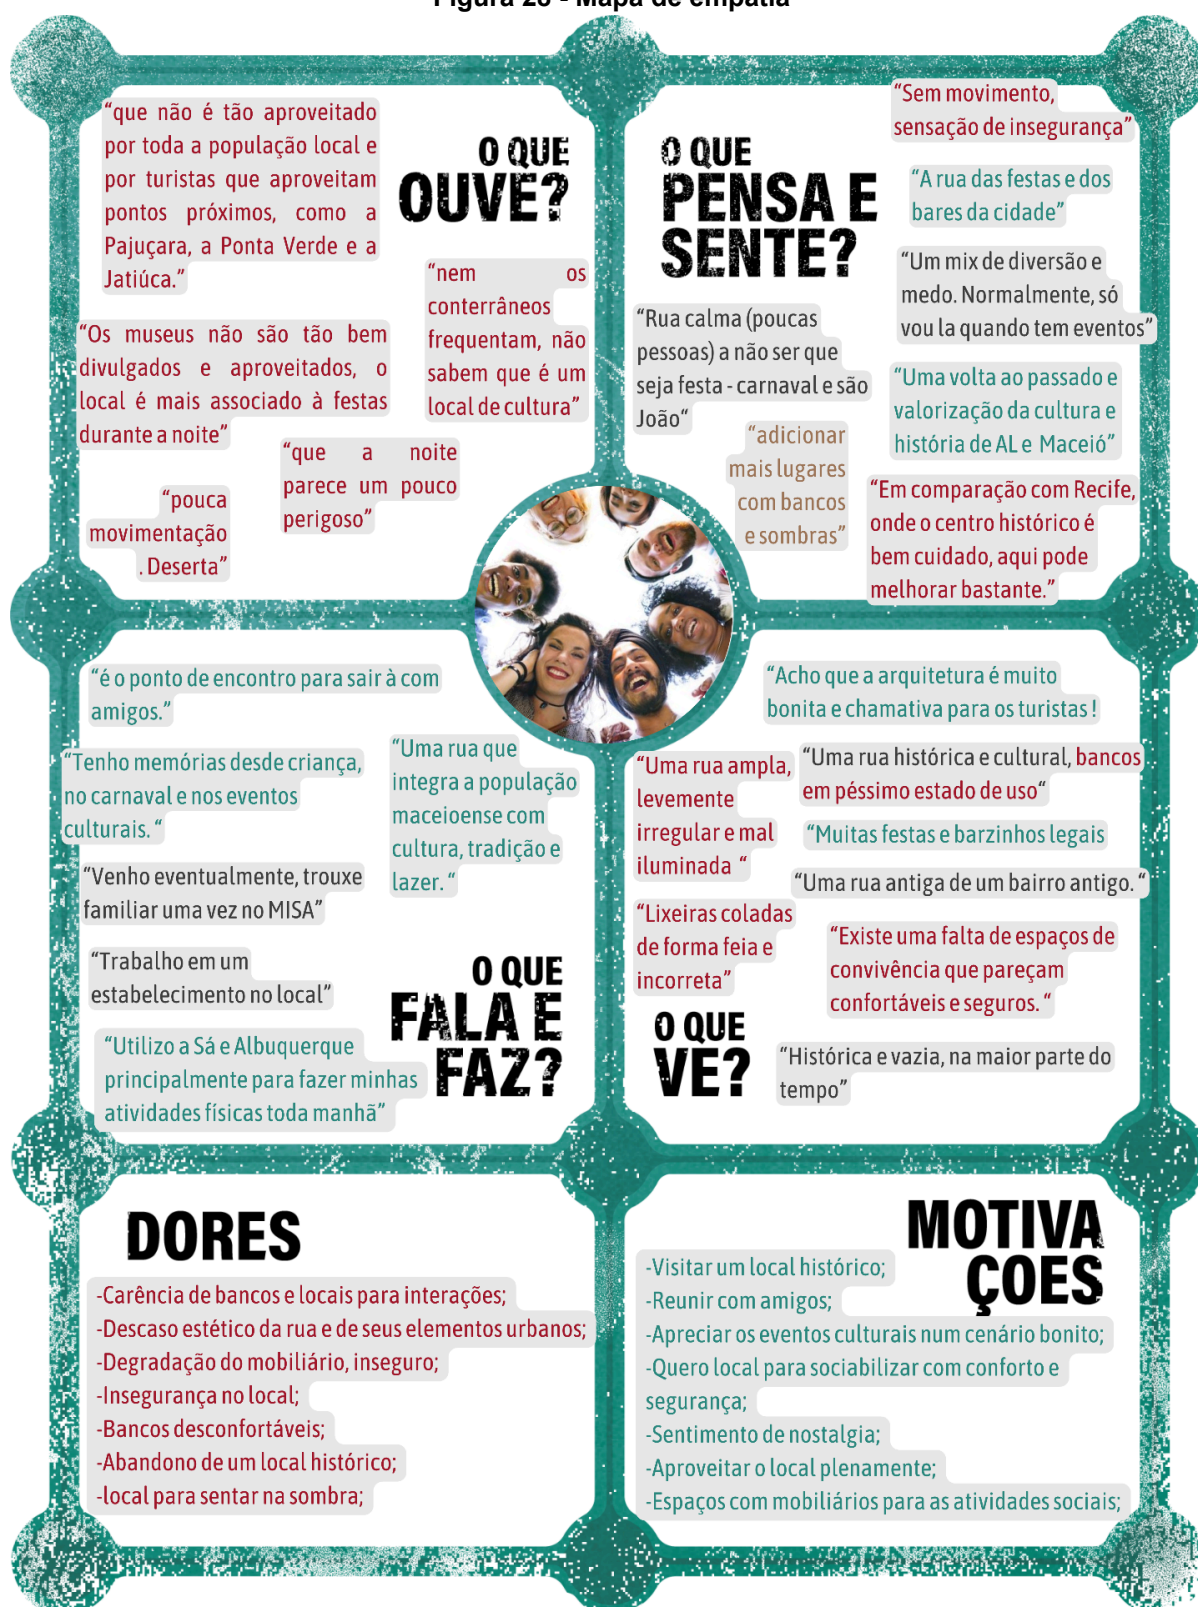 Figura 28 - Mapa de empatia
O QUE
OUVE?
“que não é tão aproveitado
por toda a população local e
por turistas que aproveitam
pontos próximos, como a
Pajuçara, a Ponta Verde e a
Jatiúca.”
“nem os
conterrâneos
frequentam, não
sabem que é um
local de cultura”
“Os museus não são tão bem
divulgados e aproveitados, o
local é mais associado à festas
durante a noite”
“que a noite
parece um pouco
perigoso”
“pouca
movimentação
. Deserta”
O QUE
PENSA E
SENTE?
“Sem movimento,
sensação de insegurança”
“A rua das festas e dos
bares da cidade”
“Um mix de diversão e
medo. Normalmente, só
vou la quando tem eventos”
“Rua calma (poucas
pessoas) a não ser que
seja festa - carnaval e são
João“
“Uma volta ao passado e
valorização da cultura e
história de AL e Maceió”
“adicionar
mais lugares
com bancos
e sombras”
“Em comparação com Recife,
onde o centro histórico é
bem cuidado, aqui pode
melhorar bastante.”
“é o ponto de encontro para sair à com
amigos.”
“Tenho memórias desde criança,
no carnaval e nos eventos
culturais. “
“Uma rua que
integra a população
maceioense com
cultura, tradição e
lazer. “
“Venho eventualmente, trouxe
familiar uma vez no MISA”
“Trabalho em um
estabelecimento no local”
“Utilizo a Sá e Albuquerque
principalmente para fazer minhas
atividades físicas toda manhã”
O QUE
FALA E
FAZ?
“Acho que a arquitetura é muito
bonita e chamativa para os turistas !
“Uma rua ampla,
levemente
irregular e mal
iluminada “
“Uma rua histórica e cultural, bancos
em péssimo estado de uso“
“Muitas festas e barzinhos legais
“Uma rua antiga de um bairro antigo. “
“Lixeiras coladas
de forma feia e
incorreta”
“Existe uma falta de espaços de
convivência que pareçam
confortáveis e seguros. “
O QUE
VE?
“Histórica e vazia, na maior parte do
tempo”
DORES
-Carência de bancos e locais para interações;
-Descaso estético da rua e de seus elementos urbanos;
-Degradação do mobiliário, inseguro;
-Insegurança no local;
-Bancos desconfortáveis;
-Abandono de um local histórico;
-local para sentar na sombra;
MOTIVA
ÇOES
-Visitar um local histórico;
-Reunir com amigos;
-Apreciar os eventos culturais num cenário bonito;
-Quero local para sociabilizar com conforto e
segurança;
-Sentimento de nostalgia;
-Aproveitar o local plenamente;
-Espaços com mobiliários para as atividades sociais;